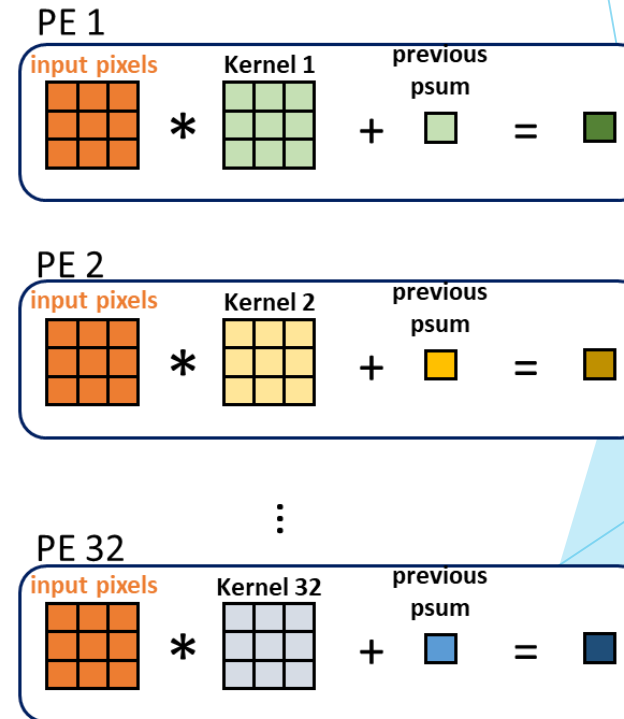 PE 1
input pixels * Kernel 1 + previous psum =
PE 2
input pixels * Kernel 2 + previous psum =
⋮
PE 32
input pixels * Kernel 32 + previous psum =